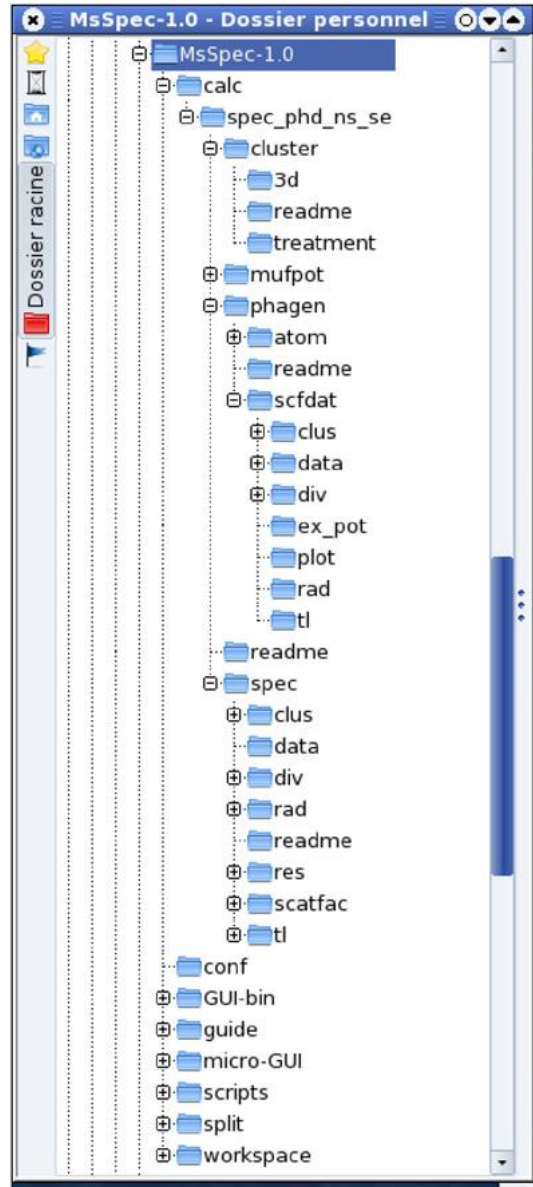 MsSpec-1.0 - Dossier personnel
Dossier racine
MsSpec-1.0
calc
spec_phd_ns_se
cluster
3d
readme
treatment
mufpot
phagen
atom
readme
scfdat
clus
data
div
ex_pot
plot
rad
tl
readme
spec
clus
data
div
rad
readme
res
scatfac
tl
conf
GUI-bin
guide
micro-GUI
scripts
split
workspace